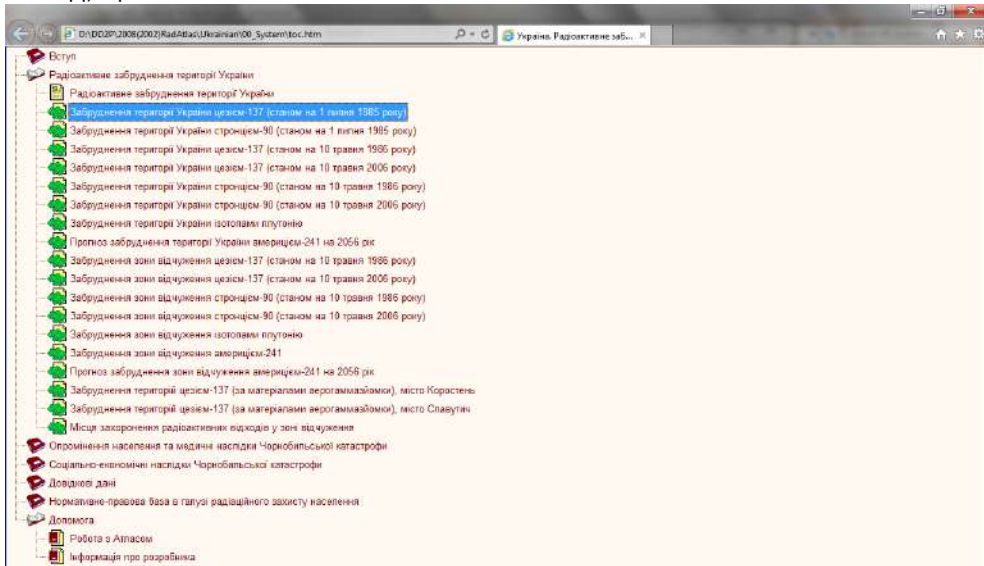 D:\DDZP\2008(2002)RadAtlas\Ukrainian\00_System\toc.htm
Україна. Радіоактивне заб...
Вступ
Радіоактивне забруднення території України
Радіоактивне забруднення території України
Забруднення території України цезієм-137 (станом на 1 липня 1985 року)
Забруднення території України стронцієм-90 (станом на 1 липня 1985 року)
Забруднення території України цезієм-137 (станом на 10 травня 1986 року)
Забруднення території України цезієм-137 (станом на 10 травня 2006 року)
Забруднення території України стронцієм-90 (станом на 10 травня 1986 року)
Забруднення території України стронцієм-90 (станом на 10 травня 2006 року)
Забруднення території України ізотопами плутонію
Прогноз забруднення території України америцієм-241 на 2056 рік
Забруднення зони відчуження цезієм-137 (станом на 10 травня 1986 року)
Забруднення зони відчуження цезієм-137 (станом на 10 травня 2006 року)
Забруднення зони відчуження стронцієм-90 (станом на 10 травня 1986 року)
Забруднення зони відчуження стронцієм-90 (станом на 10 травня 2006 року)
Забруднення зони відчуження ізотопами плутонію
Забруднення зони відчуження америцієм-241
Прогноз забруднення зони відчуження америцієм-241 на 2056 рік
Забруднення територій цезієм-137 (за матеріалами аерогаммазйомки), місто Коростень
Забруднення територій цезієм-137 (за матеріалами аерогаммазйомки), місто Славутич
Місця захоронення радіоактивних відходів у зоні відчуження
Опромінення населення та медичні наслідки Чорнобильської катастрофи
Соціально-економічні наслідки Чорнобильської катастрофи
Довідкові дані
Нормативно-правова база в галузі радіаційного захисту населення
Допомога
Робота з Атласом
Інформація про розробника